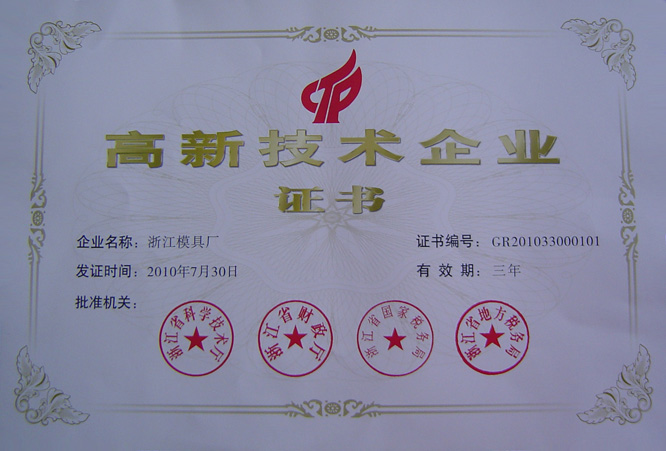 高新技术企业
证书
企业名称：浙江模具厂
证书编号：GR201033000101
发证时间：2010年7月30日
有效期：三年
批准机关：
浙江省科学技术厅
浙江省财政厅
浙江省国家税务局
浙江省地方税务局